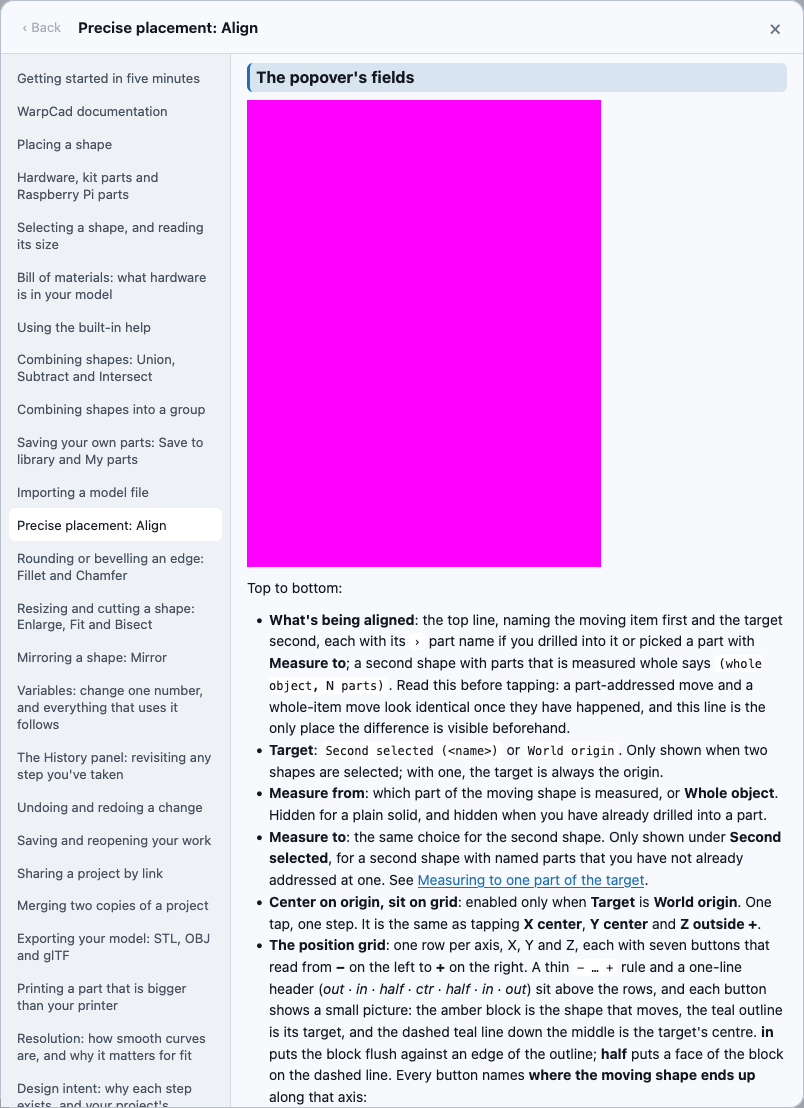 ‹ Back
Precise placement: Align
×
Getting started in five minutes
WarpCad documentation
Placing a shape
Hardware, kit parts and
Raspberry Pi parts
Selecting a shape, and reading
its size
Bill of materials: what hardware
is in your model
Using the built-in help
Combining shapes: Union,
Subtract and Intersect
Combining shapes into a group
Saving your own parts: Save to
library and My parts
Importing a model file
Precise placement: Align
Rounding or bevelling an edge:
Fillet and Chamfer
Resizing and cutting a shape:
Enlarge, Fit and Bisect
Mirroring a shape: Mirror
Variables: change one number,
and everything that uses it
follows
The History panel: revisiting any
step you've taken
Undoing and redoing a change
Saving and reopening your work
Sharing a project by link
Merging two copies of a project
Exporting your model: STL, OBJ
and glTF
Printing a part that is bigger
than your printer
Resolution: how smooth curves
are, and why it matters for fit
Design intent: why each step
exists, and your project's
The popover's fields
Top to bottom:
• What's being aligned: the top line, naming the moving item first and the target
second, each with its › part name if you drilled into it or picked a part with
Measure to; a second shape with parts that is measured whole says (whole
object, N parts). Read this before tapping: a part-addressed move and a
whole-item move look identical once they have happened, and this line is the
only place the difference is visible beforehand.
• Target: Second selected (<name>) or World origin. Only shown when two
shapes are selected; with one, the target is always the origin.
• Measure from: which part of the moving shape is measured, or Whole object.
Hidden for a plain solid, and hidden when you have already drilled into a part.
• Measure to: the same choice for the second shape. Only shown under Second
selected, for a second shape with named parts that you have not already
addressed at one. See Measuring to one part of the target.
• Center on origin, sit on grid: enabled only when Target is World origin. One
tap, one step. It is the same as tapping X center, Y center and Z outside +.
• The position grid: one row per axis, X, Y and Z, each with seven buttons that
read from − on the left to + on the right. A thin − … + rule and a one-line
header (out · in · half · ctr · half · in · out) sit above the rows, and each button
shows a small picture: the amber block is the shape that moves, the teal outline
is its target, and the dashed teal line down the middle is the target's centre. in
puts the block flush against an edge of the outline; half puts a face of the block
on the dashed line. Every button names where the moving shape ends up
along that axis: